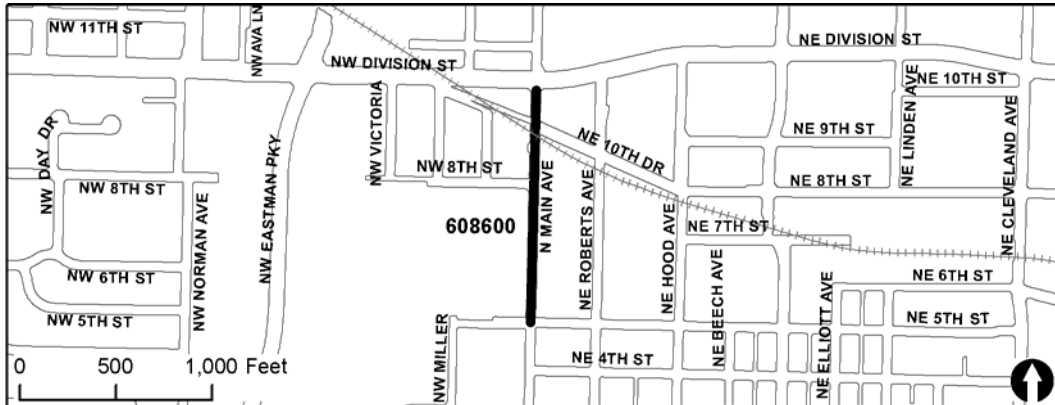 NW 11TH ST
NW AVA LN
NW DIVISION ST
NE DIVISION ST
NE 10TH ST
NW DAY DR
NW VICTORIA
NE 10TH DR
NE 9TH ST
NE LINDEN AVE
NE CLEVELAND AVE
NW 8TH ST
NW 8TH ST
NE 8TH ST
NW NORMAN AVE
NW EASTMAN PKY
608600
N MAIN AVE
NE ROBERTS AVE
NE HOOD AVE
NE 7TH ST
NE BEECH AVE
NE ELLIOTT AVE
NW 6TH ST
NE 6TH ST
NW 5TH ST
NE 5TH ST
NW MILLER
NE 4TH ST
0 500 1,000 Feet